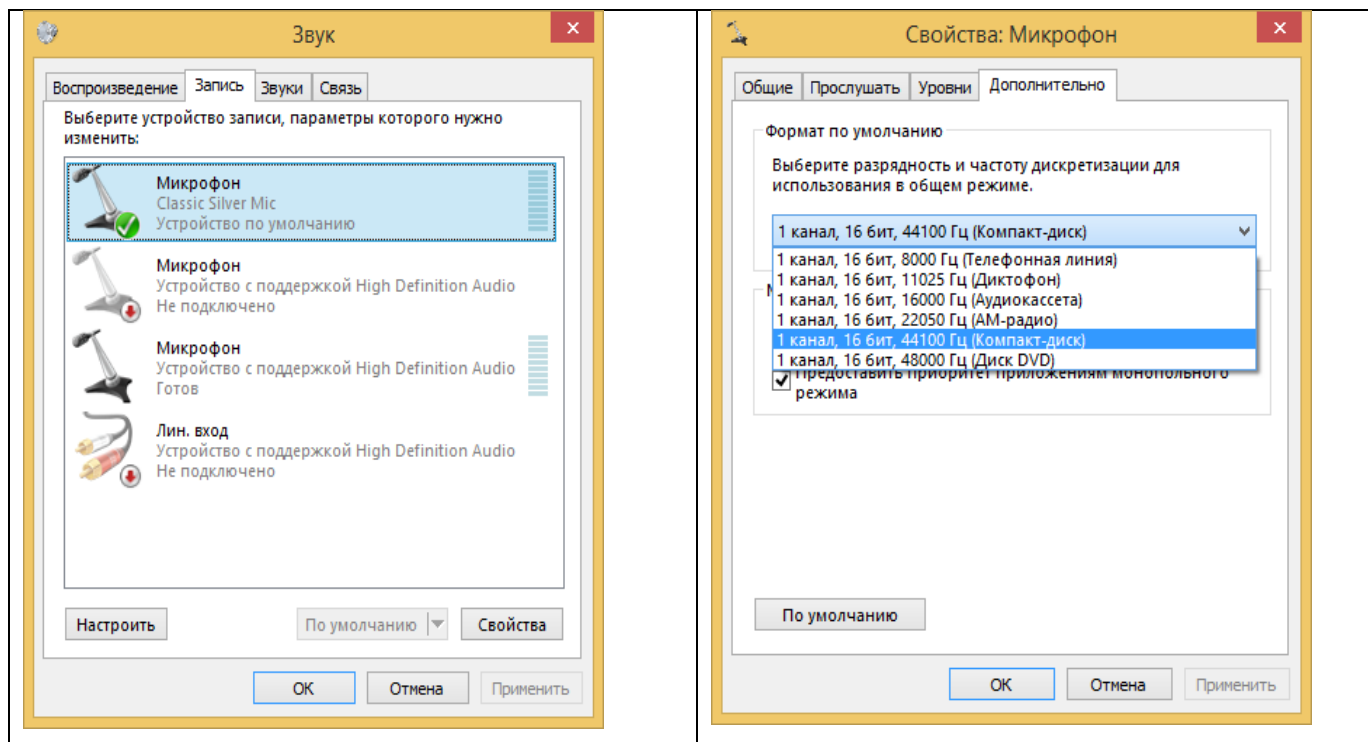 Звук
Воспроизведение Запись Звуки Связь
Выберите устройство записи, параметры которого нужно
изменить:
Микрофон
Classic Silver Mic
Устройство по умолчанию
Микрофон
Устройство с поддержкой High Definition Audio
Не подключено
Микрофон
Устройство с поддержкой High Definition Audio
Готов
Лин. вход
Устройство с поддержкой High Definition Audio
Не подключено
Настроить По умолчанию Свойства
ОК Отмена Применить
Свойства: Микрофон
Общие Прослушать Уровни Дополнительно
Формат по умолчанию
Выберите разрядность и частоту дискретизации для
использования в общем режиме.
1 канал, 16 бит, 44100 Гц (Компакт-диск)
1 канал, 16 бит, 8000 Гц (Телефонная линия)
1 канал, 16 бит, 11025 Гц (Диктофон)
1 канал, 16 бит, 16000 Гц (Аудиокассета)
1 канал, 16 бит, 22050 Гц (АМ-радио)
1 канал, 16 бит, 44100 Гц (Компакт-диск)
1 канал, 16 бит, 48000 Гц (Диск DVD)
Предоставить приоритет приложениям монопольного
режима
По умолчанию
ОК Отмена Применить